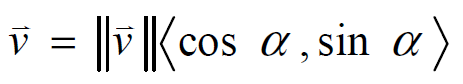 v⃗ = ‖v⃗‖⟨cos α, sin α⟩